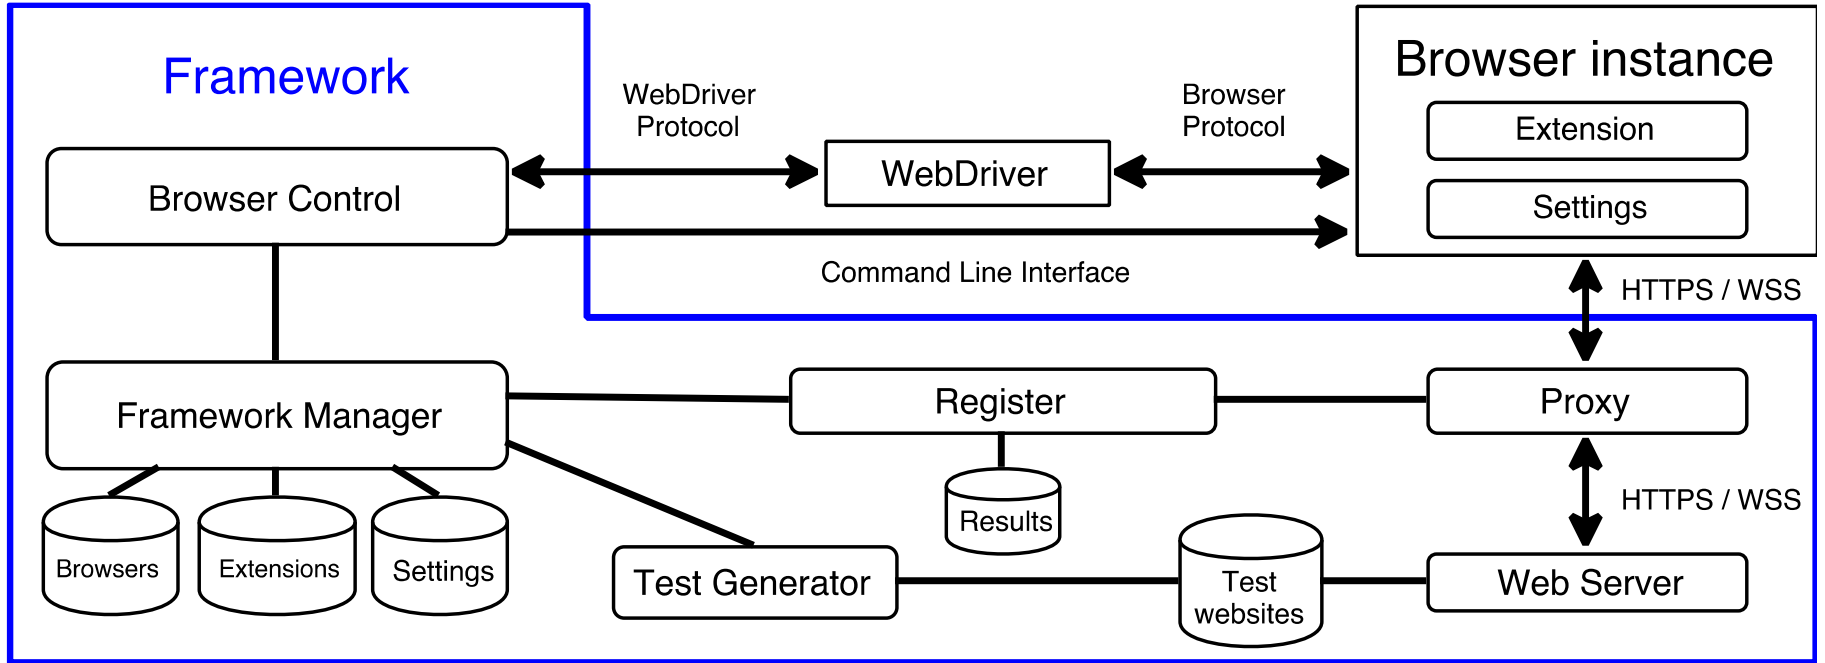 Framework
WebDriver
Protocol
Browser
Protocol
Browser instance
Extension
Settings
Browser Control
WebDriver
Command Line Interface
HTTPS / WSS
Framework Manager
Register
Proxy
Browsers
Extensions
Settings
Results
HTTPS / WSS
Test Generator
Test
websites
Web Server